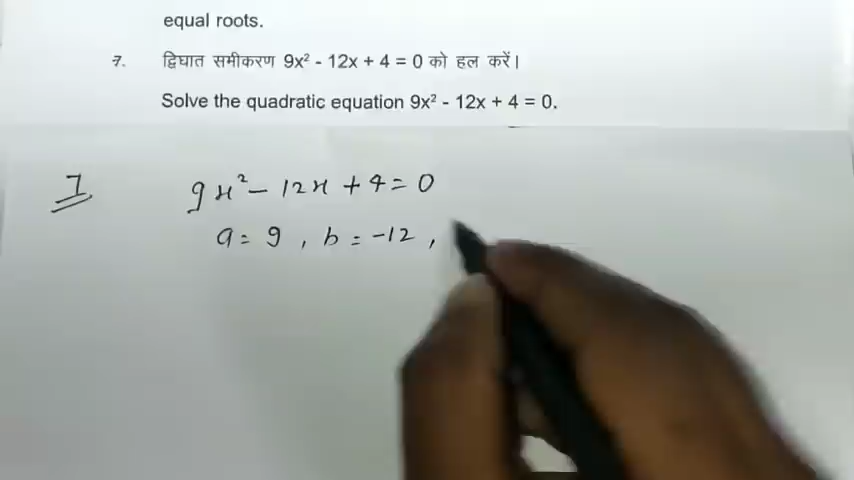 equal roots.
7. द्विघात समीकरण 9x² - 12x + 4 = 0 को हल करें।
Solve the quadratic equation 9x² - 12x + 4 = 0.
7 9x² - 12x + 4 = 0
a = 9 , b = -12 ,